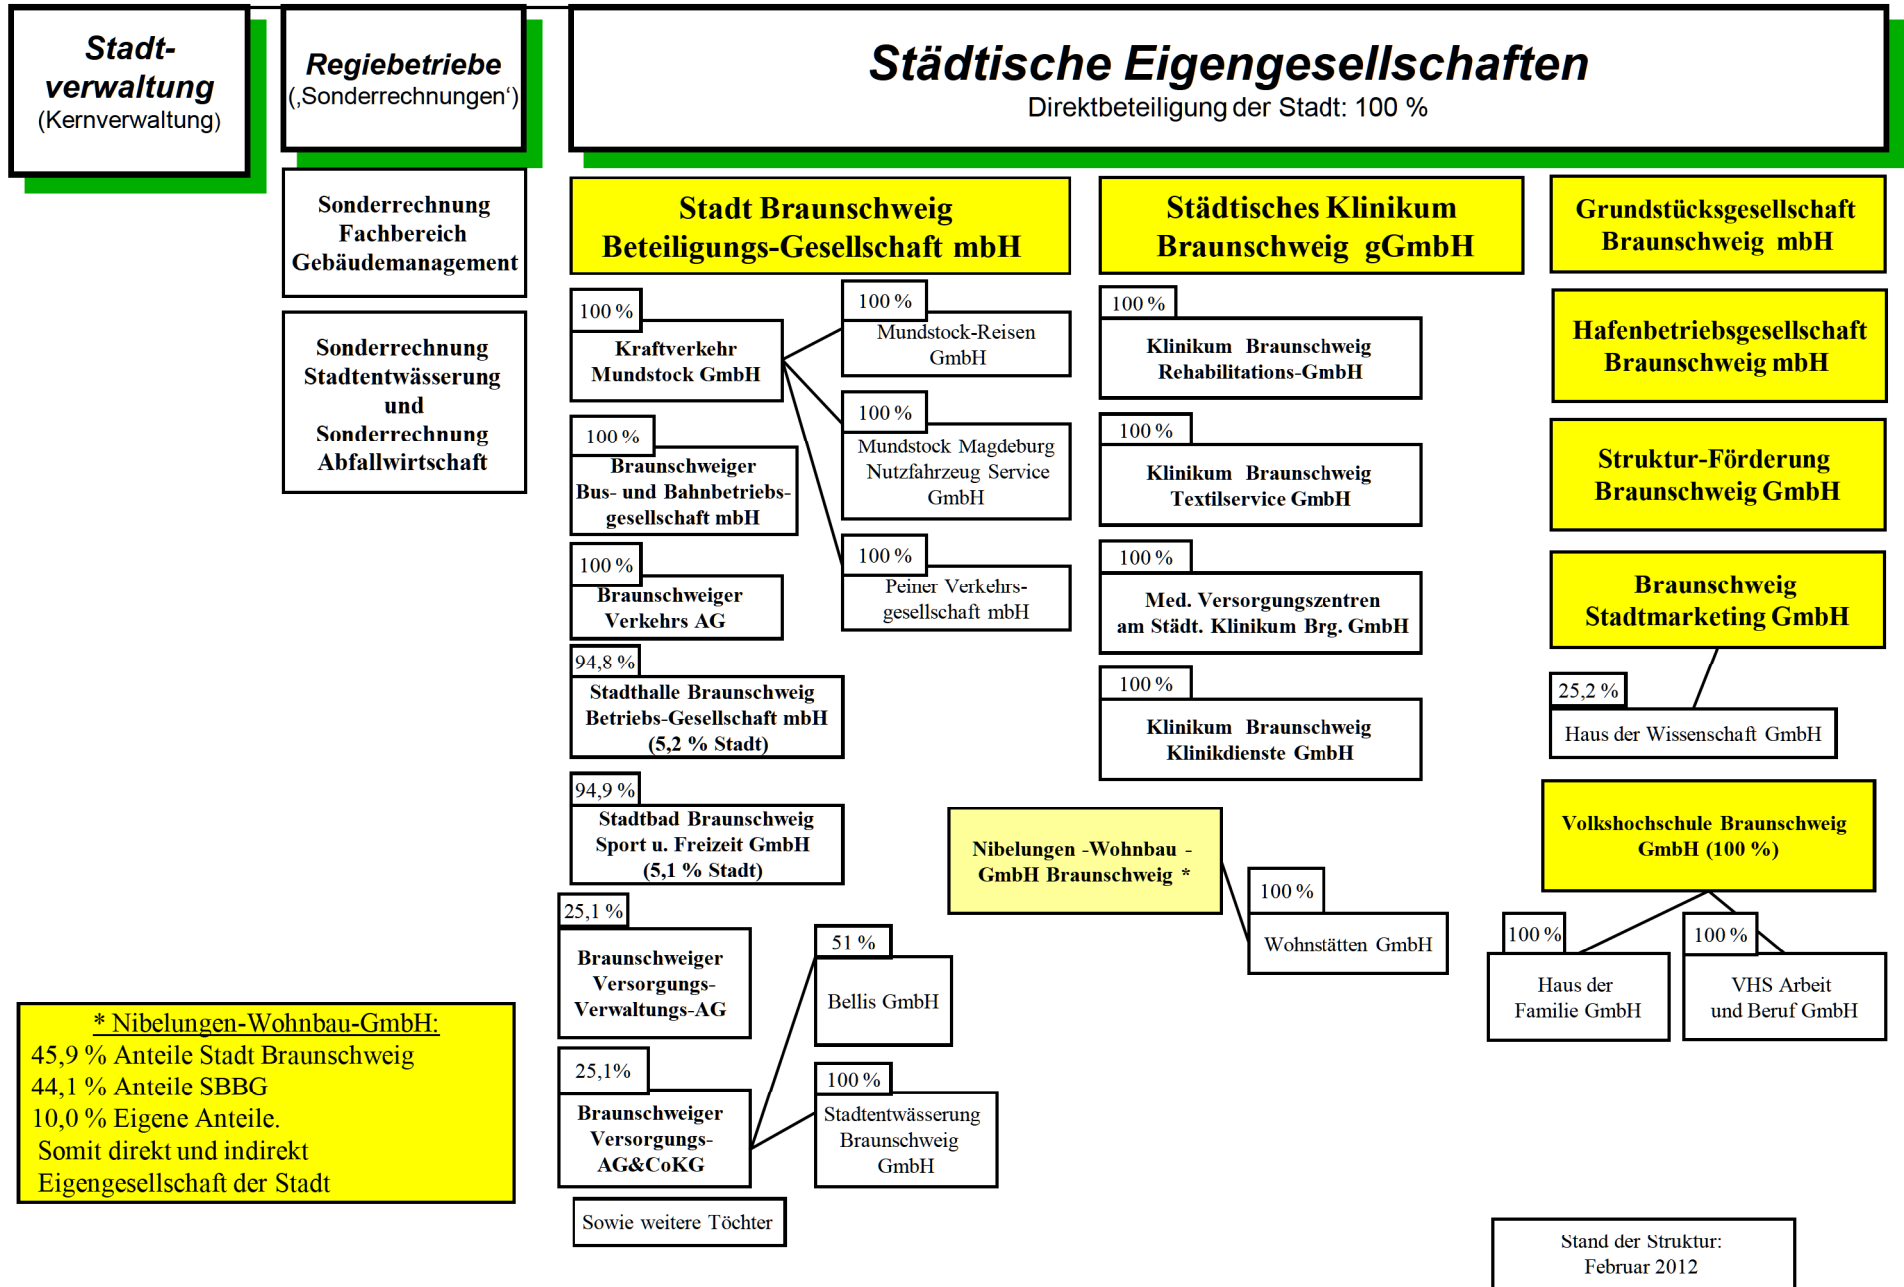 Stadt-
verwaltung
(Kernverwaltung)
Regiebetriebe
(‚Sonderrechnungen‘)
Städtische Eigengesellschaften
Direktbeteiligung der Stadt: 100 %
Sonderrechnung
Fachbereich
Gebäudemanagement
Sonderrechnung
Stadtentwässerung
und
Sonderrechnung
Abfallwirtschaft
Stadt Braunschweig
Beteiligungs-Gesellschaft mbH
100 %
Kraftverkehr
Mundstock GmbH
100 %
Mundstock-Reisen
GmbH
100 %
Mundstock Magdeburg
Nutzfahrzeug Service
GmbH
100 %
Peiner Verkehrs-
gesellschaft mbH
100 %
Braunschweiger
Bus- und Bahnbetriebs-
gesellschaft mbH
100 %
Braunschweiger
Verkehrs AG
94,8 %
Stadthalle Braunschweig
Betriebs-Gesellschaft mbH
(5,2 % Stadt)
94,9 %
Stadtbad Braunschweig
Sport u. Freizeit GmbH
(5,1 % Stadt)
25,1 %
Braunschweiger
Versorgungs-
Verwaltungs-AG
25,1%
Braunschweiger
Versorgungs-
AG&CoKG
51 %
Bellis GmbH
100 %
Stadtentwässerung
Braunschweig
GmbH
Sowie weitere Töchter
Städtisches Klinikum
Braunschweig gGmbH
100 %
Klinikum Braunschweig
Rehabilitations-GmbH
100 %
Klinikum Braunschweig
Textilservice GmbH
100 %
Med. Versorgungszentren
am Städt. Klinikum Brg. GmbH
100 %
Klinikum Braunschweig
Klinikdienste GmbH
Nibelungen -Wohnbau -
GmbH Braunschweig *
100 %
Wohnstätten GmbH
Grundstücksgesellschaft
Braunschweig mbH
Hafenbetriebsgesellschaft
Braunschweig mbH
Struktur-Förderung
Braunschweig GmbH
Braunschweig
Stadtmarketing GmbH
25,2 %
Haus der Wissenschaft GmbH
Volkshochschule Braunschweig
GmbH (100 %)
100 %
Haus der
Familie GmbH
100 %
VHS Arbeit
und Beruf GmbH
* Nibelungen-Wohnbau-GmbH:
45,9 % Anteile Stadt Braunschweig
44,1 % Anteile SBBG
10,0 % Eigene Anteile.
Somit direkt und indirekt
Eigengesellschaft der Stadt
Stand der Struktur:
Februar 2012